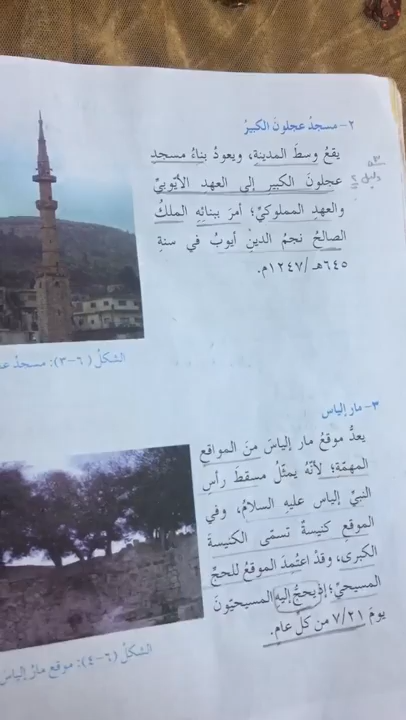 ٢- مسجدُ عجلونَ الكبيرُ
يقعُ وسطَ المدينةِ، ويعودُ بناءُ مسجد
عجلونَ الكبيرِ إلى العهدِ الأيّوبيِّ
والعهدِ المملوكيِّ؛ أمرَ ببنائِهِ الملكُ
الصالحُ نجمُ الدينِ أيوبُ في سنةِ
٦٤٥هـ/١٢٤٧م.
الشكلُ (٦-٣): مسجدُ
٣- مار إلياس
يعدُّ موقعُ مار إلياسَ منَ المواقعِ
المهمّة؛ لأنّهُ يمثّلُ مسقطَ رأسِ
النبيِّ إلياس عليهِ السلامُ، وفي
الموقعِ كنيسةٌ تسمّى الكنيسةَ
الكبرى، وقدْ اعتُمدَ الموقعُ للحجِّ
المسيحيِّ؛ إذْ يحجُّ إليهِ المسيحيّونَ
يومَ ٧/٢١ من كلِّ عام.
الشكلُ (٦-٤): موقع مارْ إلياسَ